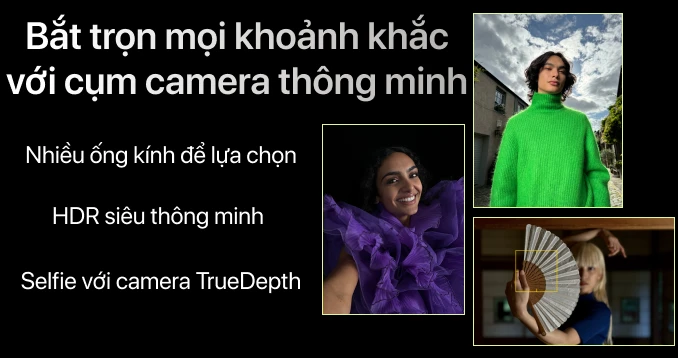 Bắt trọn mọi khoảnh khắc
với cụm camera thông minh
Nhiều ống kính để lựa chọn
HDR siêu thông minh
Selfie với camera TrueDepth